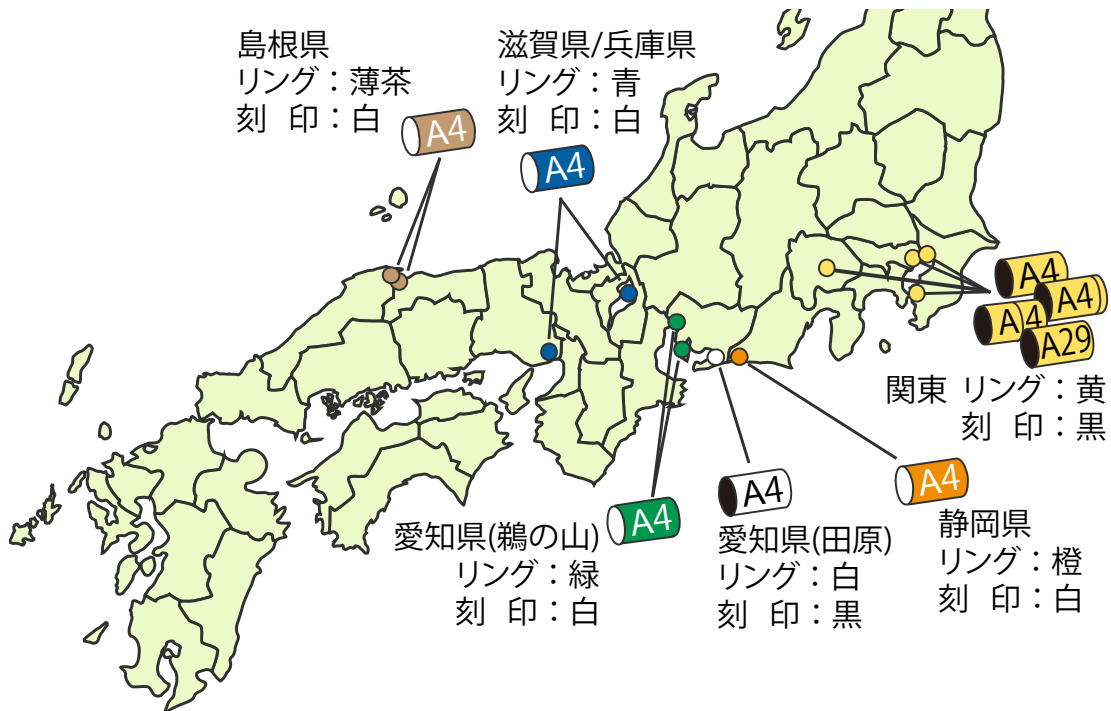 島根県
リング：薄茶
刻 印：白
A4
滋賀県/兵庫県
リング：青
刻 印：白
A4
A4
A4
A4
A29
関東 リング：黄
刻 印：黒
愛知県(鵜の山)
リング：緑
刻 印：白
A4
A4
愛知県(田原)
リング：白
刻 印：黒
A4
静岡県
リング：橙
刻 印：白